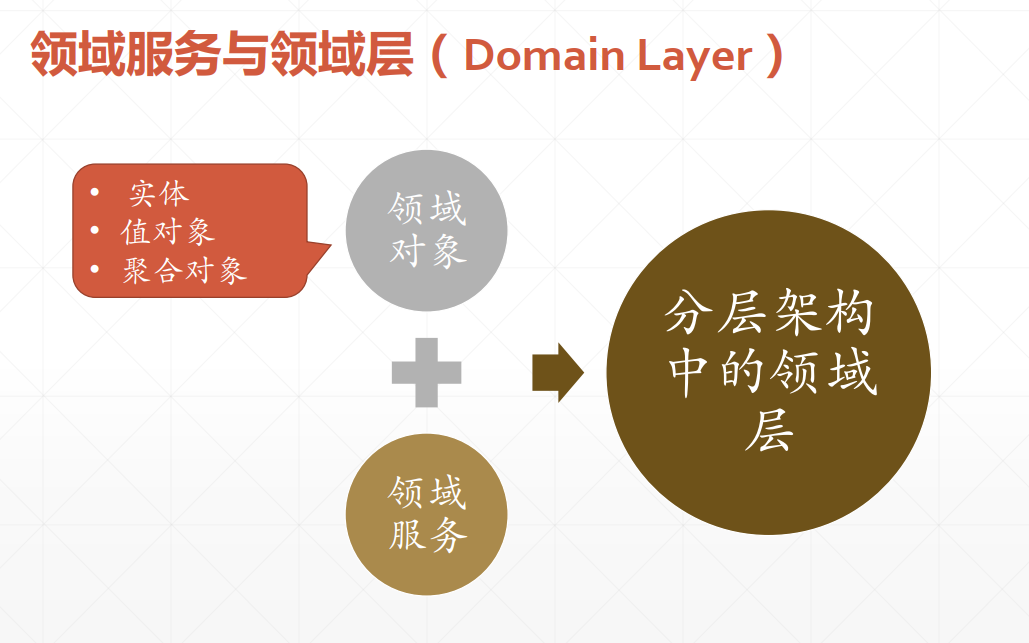 领域服务与领域层（Domain Layer）
• 实体
• 值对象
• 聚合对象
领域
对象
领域
服务
分层架构
中的领域
层